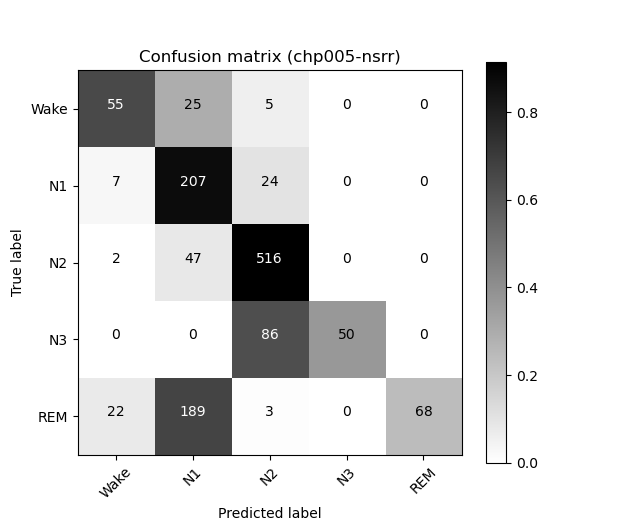 Confusion matrix (chp005-nsrr)
Wake 55 25 5 0 0
N1 7 207 24 0 0
N2 2 47 516 0 0
N3 0 0 86 50 0
REM 22 189 3 0 68
Wake N1 N2 N3 REM
True label
Predicted label
0.8
0.6
0.4
0.2
0.0